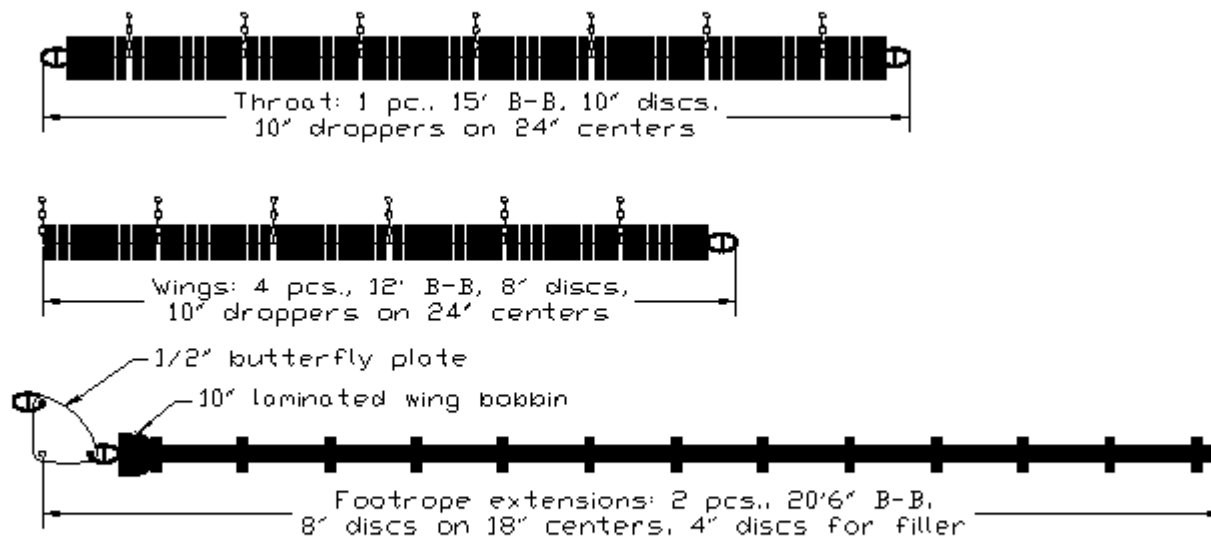 Throat: 1 pc., 15' B-B, 10" discs,
10" droppers on 24" centers
Wings: 4 pcs., 12' B-B, 8" discs,
10" droppers on 24" centers
1/2" butterfly plate
10" laminated wing bobbin
Footrope extensions: 2 pcs., 20'6" B-B,
8" discs on 18" centers, 4" discs for filler